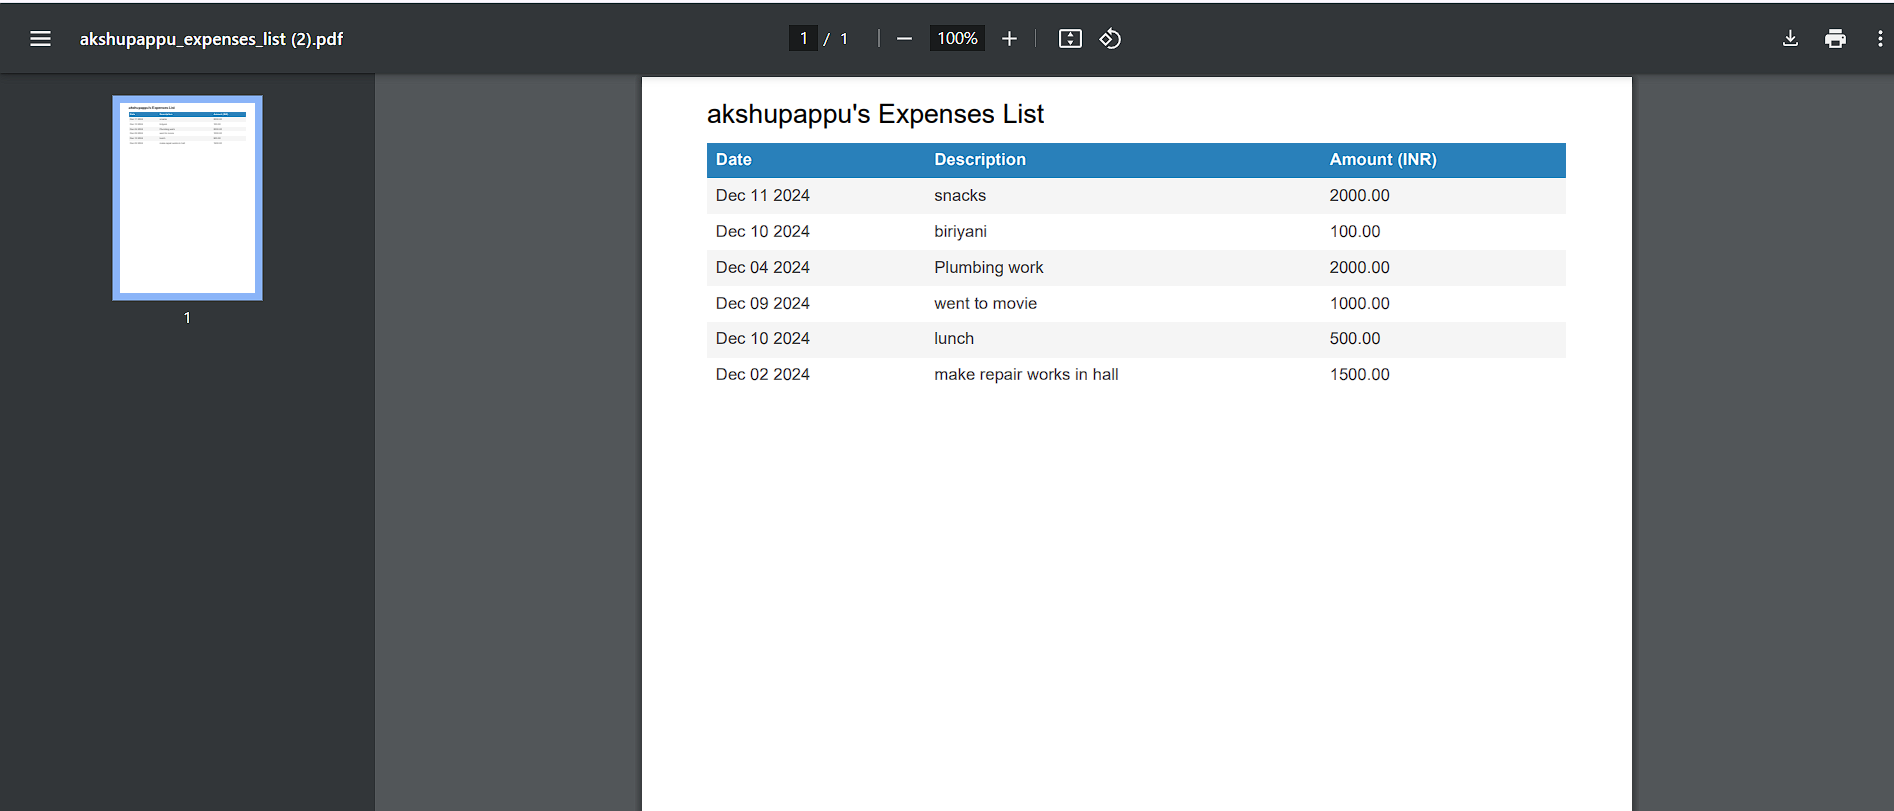 akshupappu_expenses_list (2).pdf
1 / 1
100%
1
akshupappu's Expenses List
Date Description Amount (INR)
Dec 11 2024 snacks 2000.00
Dec 10 2024 biriyani 100.00
Dec 04 2024 Plumbing work 2000.00
Dec 09 2024 went to movie 1000.00
Dec 10 2024 lunch 500.00
Dec 02 2024 make repair works in hall 1500.00